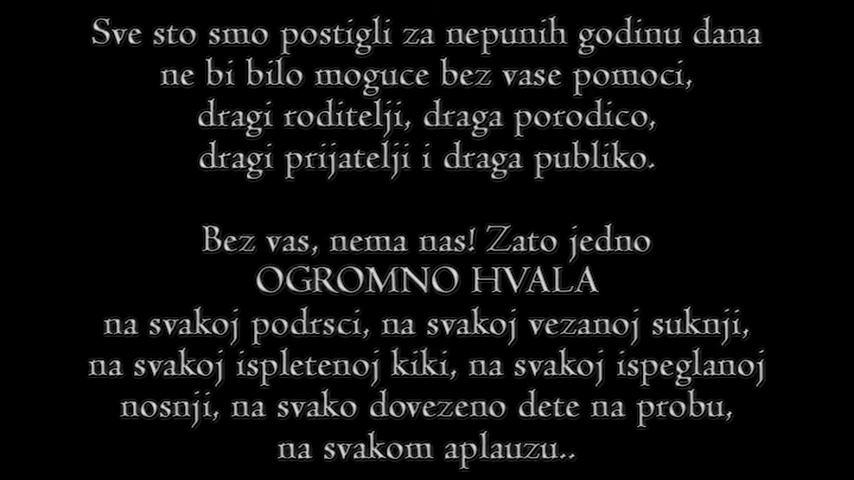 Sve sto smo postigli za nepunih godinu dana
ne bi bilo moguce bez vase pomoci,
dragi roditelji, draga porodico,
dragi prijatelji i draga publiko.
Bez vas, nema nas! Zato jedno
OGROMNO HVALA
na svakoj podrsci, na svakoj vezanoj suknji,
na svakoj ispletenoj kiki, na svakoj ispeglanoj
nosnji, na svako dovezeno dete na probu,
na svakom aplauzu..